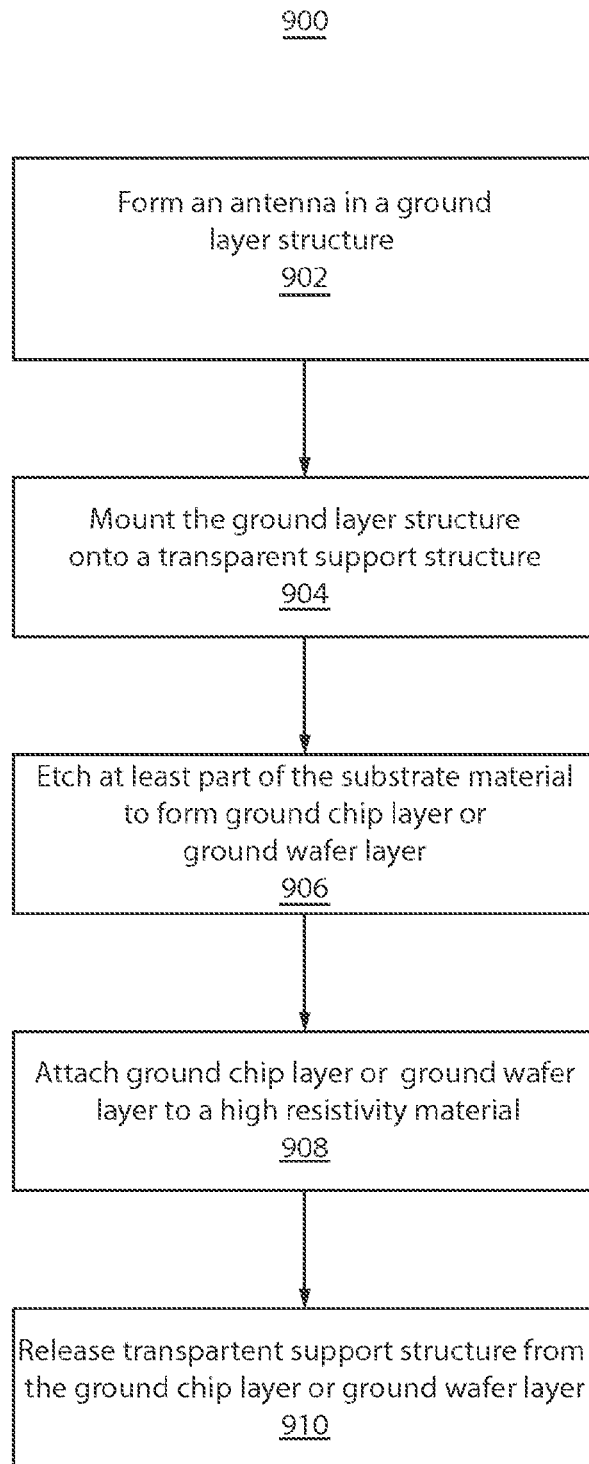 900
Form an antenna in a ground
layer structure
902
Mount the ground layer structure
onto a transparent support structure
904
Etch at least part of the substrate material
to form ground chip layer or
ground wafer layer
906
Attach ground chip layer or ground wafer
layer to a high resistivity material
908
Release transpartent support structure from
the ground chip layer or ground wafer layer
910